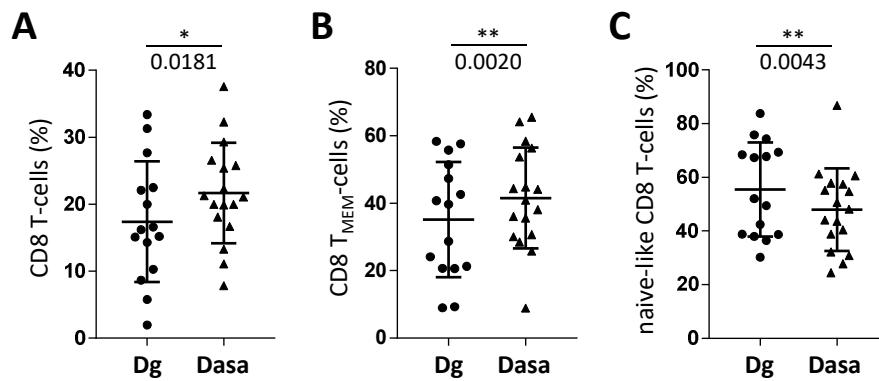 A
*
0.0181
CD8 T-cells (%)
40
30
20
10
0
Dg Dasa
B
**
0.0020
CD8 TMEM-cells (%)
80
60
40
20
0
Dg Dasa
C
**
0.0043
naive-like CD8 T-cells (%)
100
80
60
40
20
0
Dg Dasa